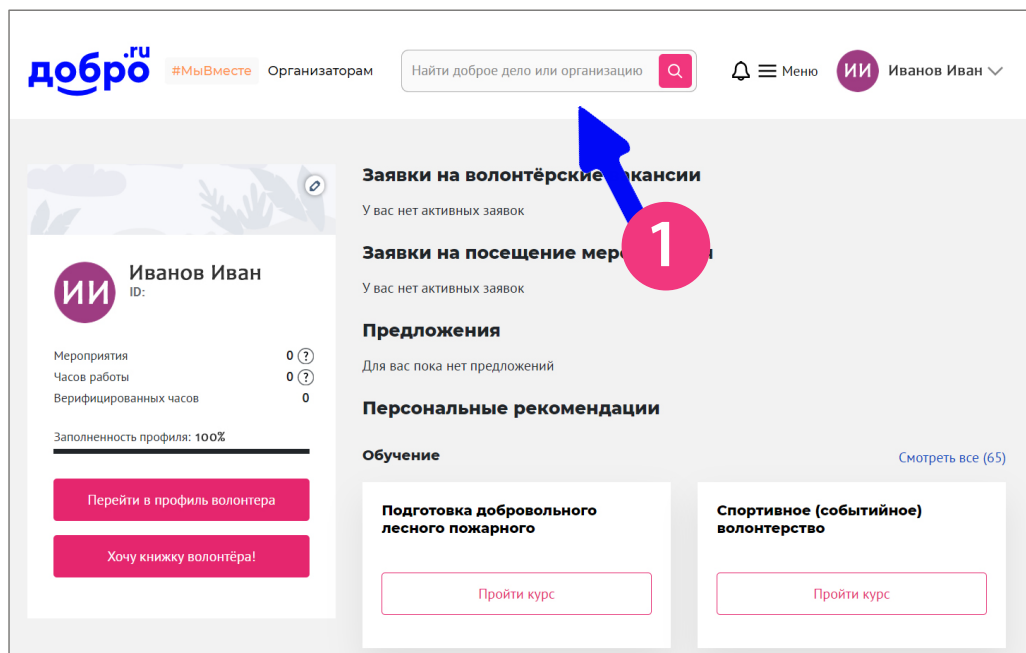 добро.ru
#МыВместе Организаторам
Найти доброе дело или организацию
Меню
ИИ
Иванов Иван
Заявки на волонтёрские вакансии
У вас нет активных заявок
1
Заявки на посещение мер
У вас нет активных заявок
Предложения
Для вас пока нет предложений
Персональные рекомендации
Обучение
Смотреть все (65)
Подготовка добровольного
лесного пожарного
Пройти курс
Спортивное (событийное)
волонтерство
Пройти курс
ИИ
Иванов Иван
ID:
Мероприятия 0 ?
Часов работы 0 ?
Верифицированных часов 0
Заполненность профиля: 100%
Перейти в профиль волонтера
Хочу книжку волонтёра!